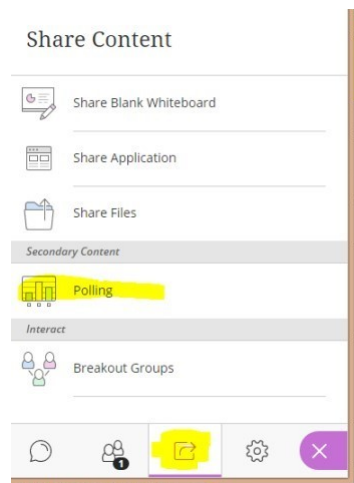 Share Content
Share Blank Whiteboard
Share Application
Share Files
Secondary Content
Polling
Interact
Breakout Groups
1